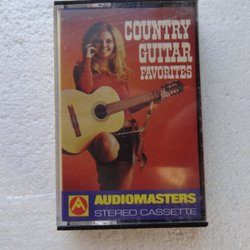 COUNTRY
GUITAR
FAVORITES
AUDIOMASTERS
STEREO CASSETTE